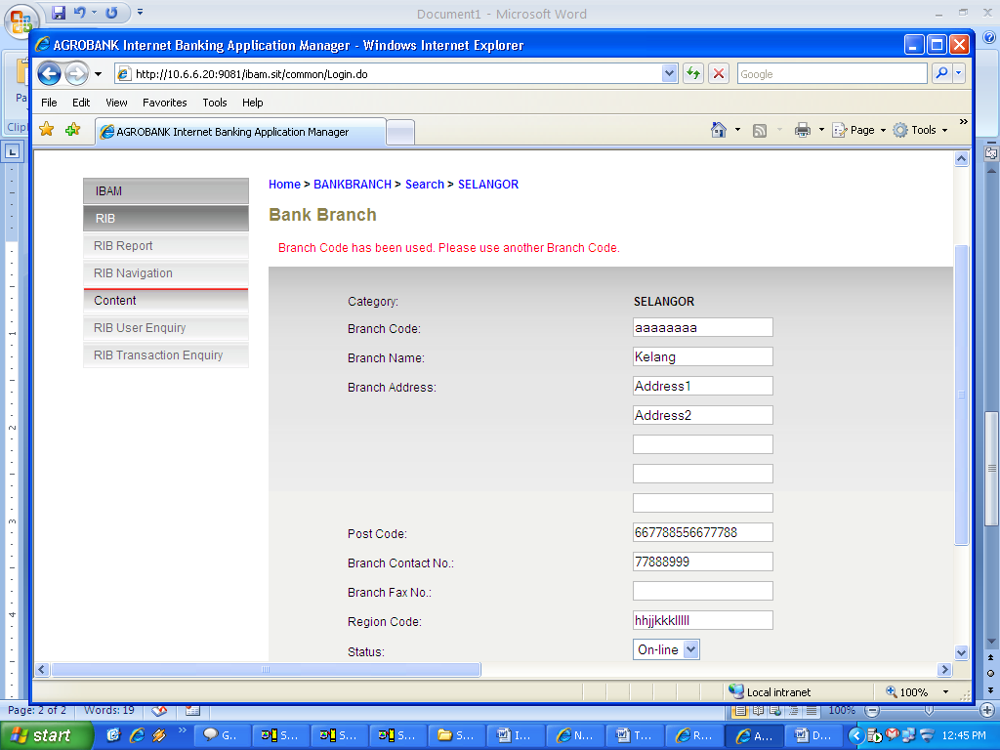 Document1 - Microsoft Word
Pa
Clipl
AGROBANK Internet Banking Application Manager - Windows Internet Explorer
http://10.6.6.20:9081/ibam.sit/common/Login.do
Google
File Edit View Favorites Tools Help
AGROBANK Internet Banking Application Manager
Page Tools »
IBAM
RIB
RIB Report
RIB Navigation
Content
RIB User Enquiry
RIB Transaction Enquiry
Home > BANKBRANCH > Search > SELANGOR
Bank Branch
Branch Code has been used. Please use another Branch Code.
Category: SELANGOR
Branch Code: aaaaaaaa
Branch Name: Kelang
Branch Address: Address1
Address2
Post Code: 667788556677788
Branch Contact No.: 77888999
Branch Fax No.:
Region Code: hhjjkkklllll
Status: On-line
Local intranet 100%
Page: 2 of 2 Words: 19 100%
start » G... S... S... S... S... I... N... T... R... A... D... 12:45 PM